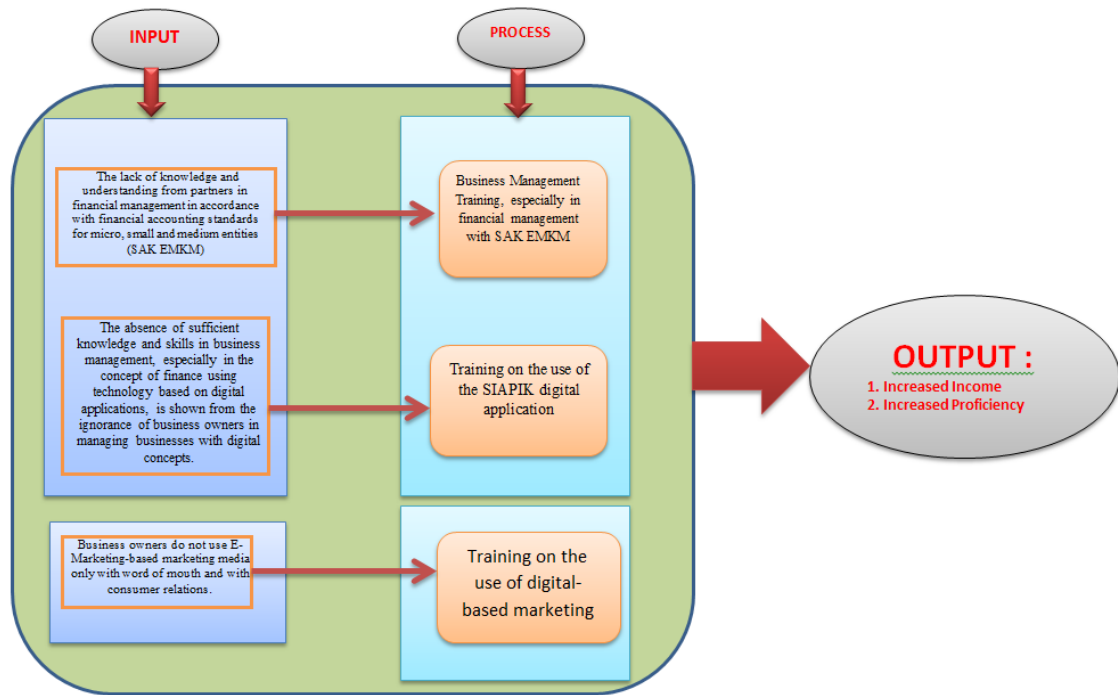 INPUT
PROCESS
The lack of knowledge and
understanding from partners in
financial management in accordance
with financial accounting standards
for micro, small and medium entities
(SAK EMKM)
Business Management
Training, especially in
financial management
with SAK EMKM
The absence of sufficient
knowledge and skills in business
management, especially in the
concept of finance using
technology based on digital
applications, is shown from the
ignorance of business owners in
managing businesses with digital
concepts.
Training on the use of
the SIAPIK digital
application
Business owners do not use E-
Marketing-based marketing media
only with word of mouth and with
consumer relations.
Training on the
use of digital-
based marketing
OUTPUT :
1. Increased Income
2. Increased Proficiency